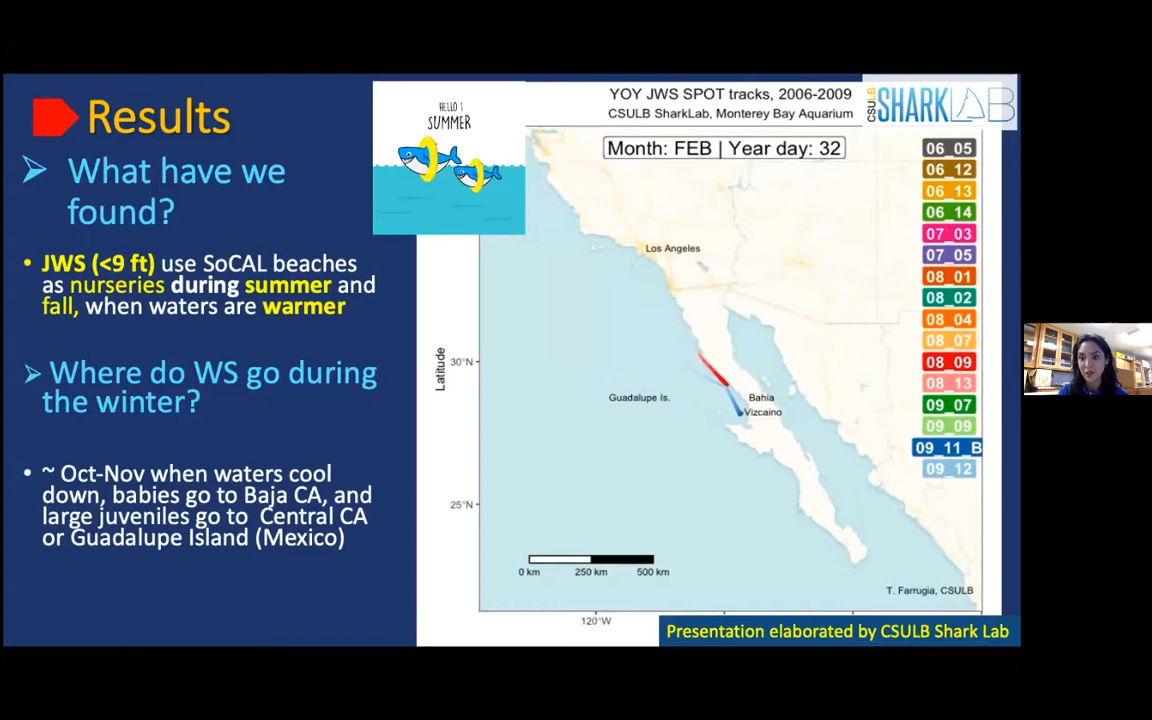 Results
➢ What have we
found?
• JWS (<9 ft) use SoCAL beaches
as nurseries during summer and
fall, when waters are warmer
➢ Where do WS go during
the winter?
• ~ Oct-Nov when waters cool
down, babies go to Baja CA, and
large juveniles go to Central CA
or Guadalupe Island (Mexico)
HELLO !
SUMMER
YOY JWS SPOT tracks, 2006-2009
CSULB SharkLab, Monterey Bay Aquarium
CSULB SHARKLAB
Month: FEB | Year day: 32
06_05
06_12
06_13
06_14
07_03
07_05
08_01
08_02
08_04
08_07
08_09
08_13
09_07
09_09
09_11_B
09_12
Los Angeles
Latitude
30°N
Guadalupe Is.
Bahía
Vizcaino
25°N
0 km 250 km 500 km
T. Farrugia, CSULB
120°W
Presentation elaborated by CSULB Shark Lab